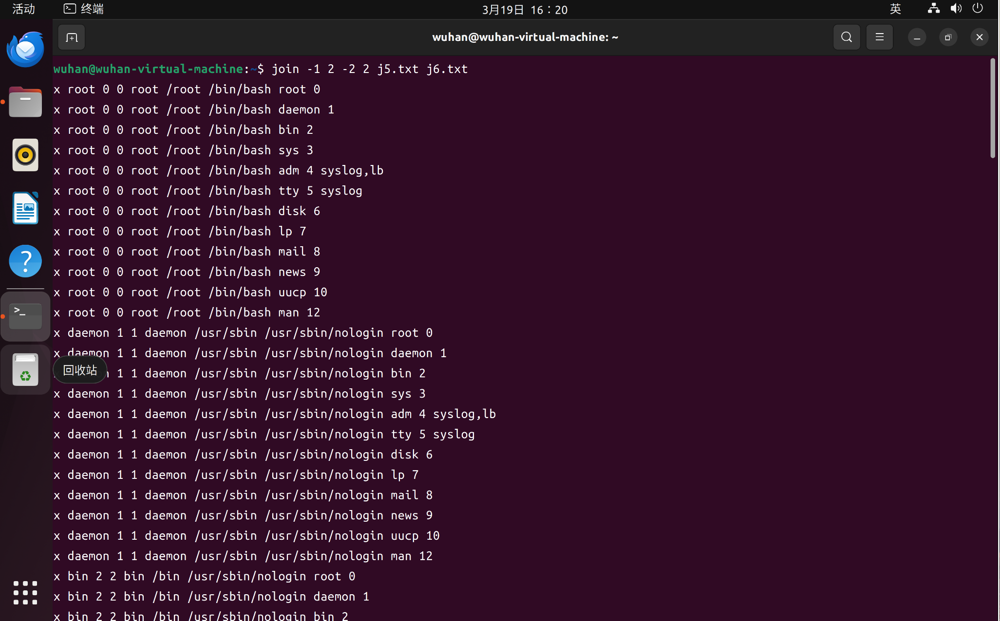 活动 终端 3月19日 16：20 英
wuhan@wuhan-virtual-machine: ~
wuhan@wuhan-virtual-machine:~$ join -1 2 -2 2 j5.txt j6.txt
x root 0 0 root /root /bin/bash root 0
x root 0 0 root /root /bin/bash daemon 1
x root 0 0 root /root /bin/bash bin 2
x root 0 0 root /root /bin/bash sys 3
x root 0 0 root /root /bin/bash adm 4 syslog,lb
x root 0 0 root /root /bin/bash tty 5 syslog
x root 0 0 root /root /bin/bash disk 6
x root 0 0 root /root /bin/bash lp 7
x root 0 0 root /root /bin/bash mail 8
x root 0 0 root /root /bin/bash news 9
x root 0 0 root /root /bin/bash uucp 10
x root 0 0 root /root /bin/bash man 12
x daemon 1 1 daemon /usr/sbin /usr/sbin/nologin root 0
x daemon 1 1 daemon /usr/sbin /usr/sbin/nologin daemon 1
回收站
1 1 daemon /usr/sbin /usr/sbin/nologin bin 2
x daemon 1 1 daemon /usr/sbin /usr/sbin/nologin sys 3
x daemon 1 1 daemon /usr/sbin /usr/sbin/nologin adm 4 syslog,lb
x daemon 1 1 daemon /usr/sbin /usr/sbin/nologin tty 5 syslog
x daemon 1 1 daemon /usr/sbin /usr/sbin/nologin disk 6
x daemon 1 1 daemon /usr/sbin /usr/sbin/nologin lp 7
x daemon 1 1 daemon /usr/sbin /usr/sbin/nologin mail 8
x daemon 1 1 daemon /usr/sbin /usr/sbin/nologin news 9
x daemon 1 1 daemon /usr/sbin /usr/sbin/nologin uucp 10
x daemon 1 1 daemon /usr/sbin /usr/sbin/nologin man 12
x bin 2 2 bin /bin /usr/sbin/nologin root 0
x bin 2 2 bin /bin /usr/sbin/nologin daemon 1
x bin 2 2 bin /bin /usr/sbin/nologin bin 2